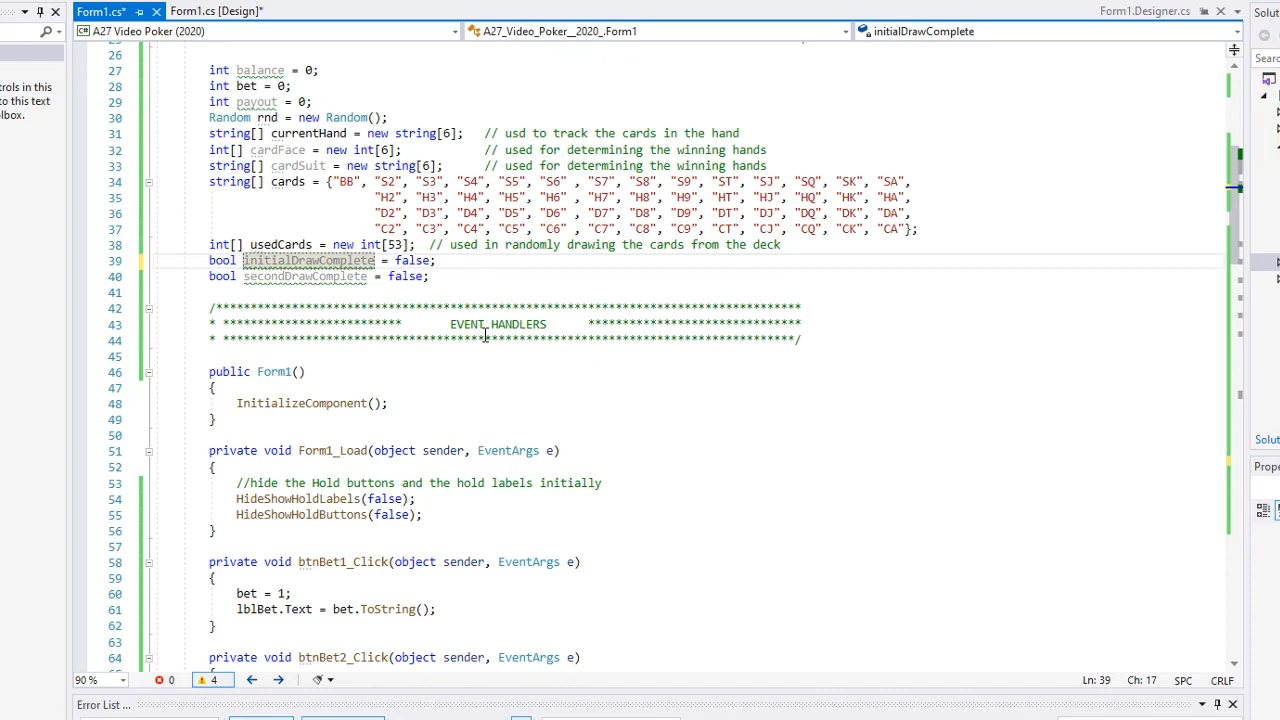 Form1.cs*
Form1.cs [Design]*
Form1.Designer.cs
Solut
A27 Video Poker (2020)
A27_Video_Poker__2020_.Form1
initialDrawComplete
Sear
trols in this
to this text
lbox.
26
27 int balance = 0;
28 int bet = 0;
29 int payout = 0;
30 Random rnd = new Random();
31 string[] currentHand = new string[6]; // usd to track the cards in the hand
32 int[] cardFace = new int[6]; // used for determining the winning hands
33 string[] cardSuit = new string[6]; // used for determining the winning hands
34 string[] cards = {"BB", "S2", "S3", "S4", "S5", "S6" , "S7", "S8", "S9", "ST", "SJ", "SQ", "SK", "SA",
35 "H2", "H3", "H4", "H5", "H6" , "H7", "H8", "H9", "HT", "HJ", "HQ", "HK", "HA",
36 "D2", "D3", "D4", "D5", "D6" , "D7", "D8", "D9", "DT", "DJ", "DQ", "DK", "DA",
37 "C2", "C3", "C4", "C5", "C6" , "C7", "C8", "C9", "CT", "CJ", "CQ", "CK", "CA"};
38 int[] usedCards = new int[53]; // used in randomly drawing the cards from the deck
39 bool initialDrawComplete = false;
40 bool secondDrawComplete = false;
41
42 /*************************************************************************************
43 * ************************** EVENT HANDLERS *******************************
44 * ***********************************************************************************/
45
46 public Form1()
47 {
48 InitializeComponent();
49 }
50
51 private void Form1_Load(object sender, EventArgs e)
52 {
53 //hide the Hold buttons and the hold labels initially
54 HideShowHoldLabels(false);
55 HideShowHoldButtons(false);
56 }
57
58 private void btnBet1_Click(object sender, EventArgs e)
59 {
60 bet = 1;
61 lblBet.Text = bet.ToString();
62 }
63
64 private void btnBet2_Click(object sender, EventArgs e)
Solut
Prope
90 %
0
4
Ln: 39
Ch: 17
SPC
CRLF
Error List ...